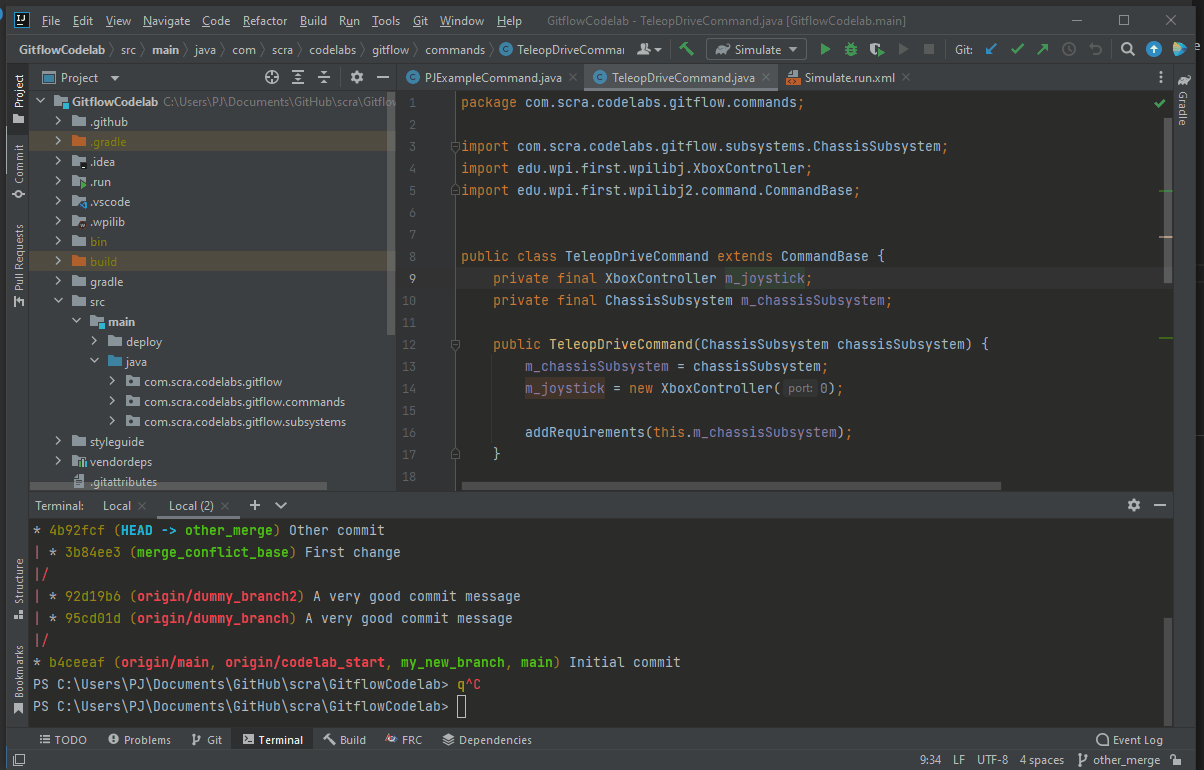 File Edit View Navigate Code Refactor Build Run Tools Git Window Help GitflowCodelab - TeleopDriveCommand.java [GitflowCodelab.main]
GitflowCodelab src main java com scra codelabs gitflow commands TeleopDriveComman Simulate Git:
Project
PJExampleCommand.java TeleopDriveCommand.java Simulate.run.xml
Project
Commit
Pull Requests
Structure
Bookmarks
Gradle
GitflowCodelab C:\Users\PJ\Documents\GitHub\scra\Gitflow
.github
.gradle
.idea
.run
.vscode
.wpilib
bin
build
gradle
src
main
deploy
java
com.scra.codelabs.gitflow
com.scra.codelabs.gitflow.commands
com.scra.codelabs.gitflow.subsystems
styleguide
vendordeps
.gitattributes
1 package com.scra.codelabs.gitflow.commands;
2
3 import com.scra.codelabs.gitflow.subsystems.ChassisSubsystem;
4 import edu.wpi.first.wpilibj.XboxController;
5 import edu.wpi.first.wpilibj2.command.CommandBase;
6
7
8 public class TeleopDriveCommand extends CommandBase {
9 private final XboxController m_joystick;
10 private final ChassisSubsystem m_chassisSubsystem;
11
12 public TeleopDriveCommand(ChassisSubsystem chassisSubsystem) {
13 m_chassisSubsystem = chassisSubsystem;
14 m_joystick = new XboxController( port: 0);
15
16 addRequirements(this.m_chassisSubsystem);
17 }
18
Terminal: Local Local (2)
* 4b92fcf (HEAD -> other_merge) Other commit
| * 3b84ee3 (merge_conflict_base) First change
|/
| * 92d19b6 (origin/dummy_branch2) A very good commit message
| * 95cd01d (origin/dummy_branch) A very good commit message
|/
* b4ceeaf (origin/main, origin/codelab_start, my_new_branch, main) Initial commit
PS C:\Users\PJ\Documents\GitHub\scra\GitflowCodelab> q^C
PS C:\Users\PJ\Documents\GitHub\scra\GitflowCodelab>
TODO Problems Git Terminal Build FRC Dependencies Event Log
9:34 LF UTF-8 4 spaces other_merge